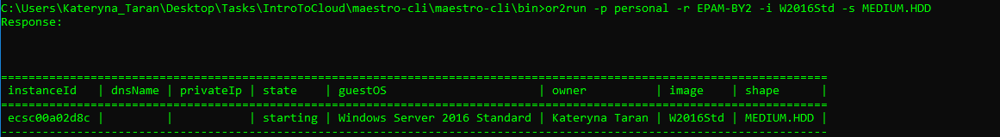 C:\Users\Kateryna_Taran\Desktop\Tasks\IntroToCloud\maestro-cli\maestro-cli\bin>or2run -p personal -r EPAM-BY2 -i W2016Std -s MEDIUM.HDD
Response:
instanceId | dnsName | privateIp | state | guestOS | owner | image | shape |
ecsc00a02d8c | | | starting | Windows Server 2016 Standard | Kateryna Taran | W2016Std | MEDIUM.HDD |